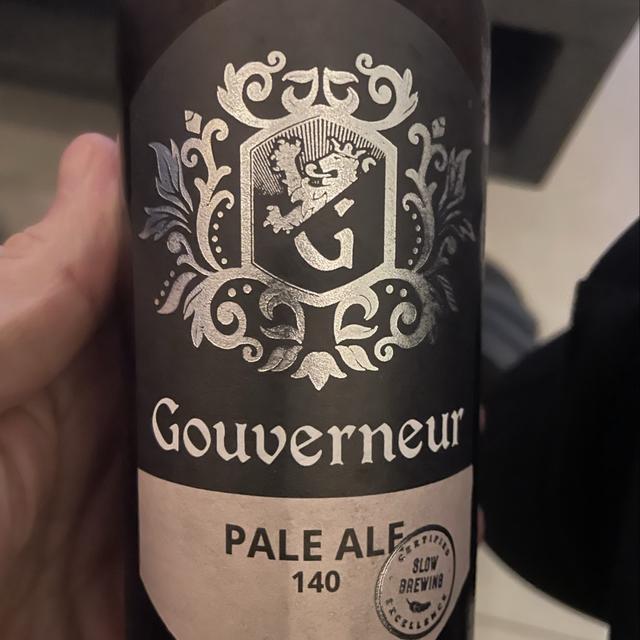 G
Gouverneur
PALE ALE
140
CERTIFIED
SLOW
BREWING
EXCELLENCE